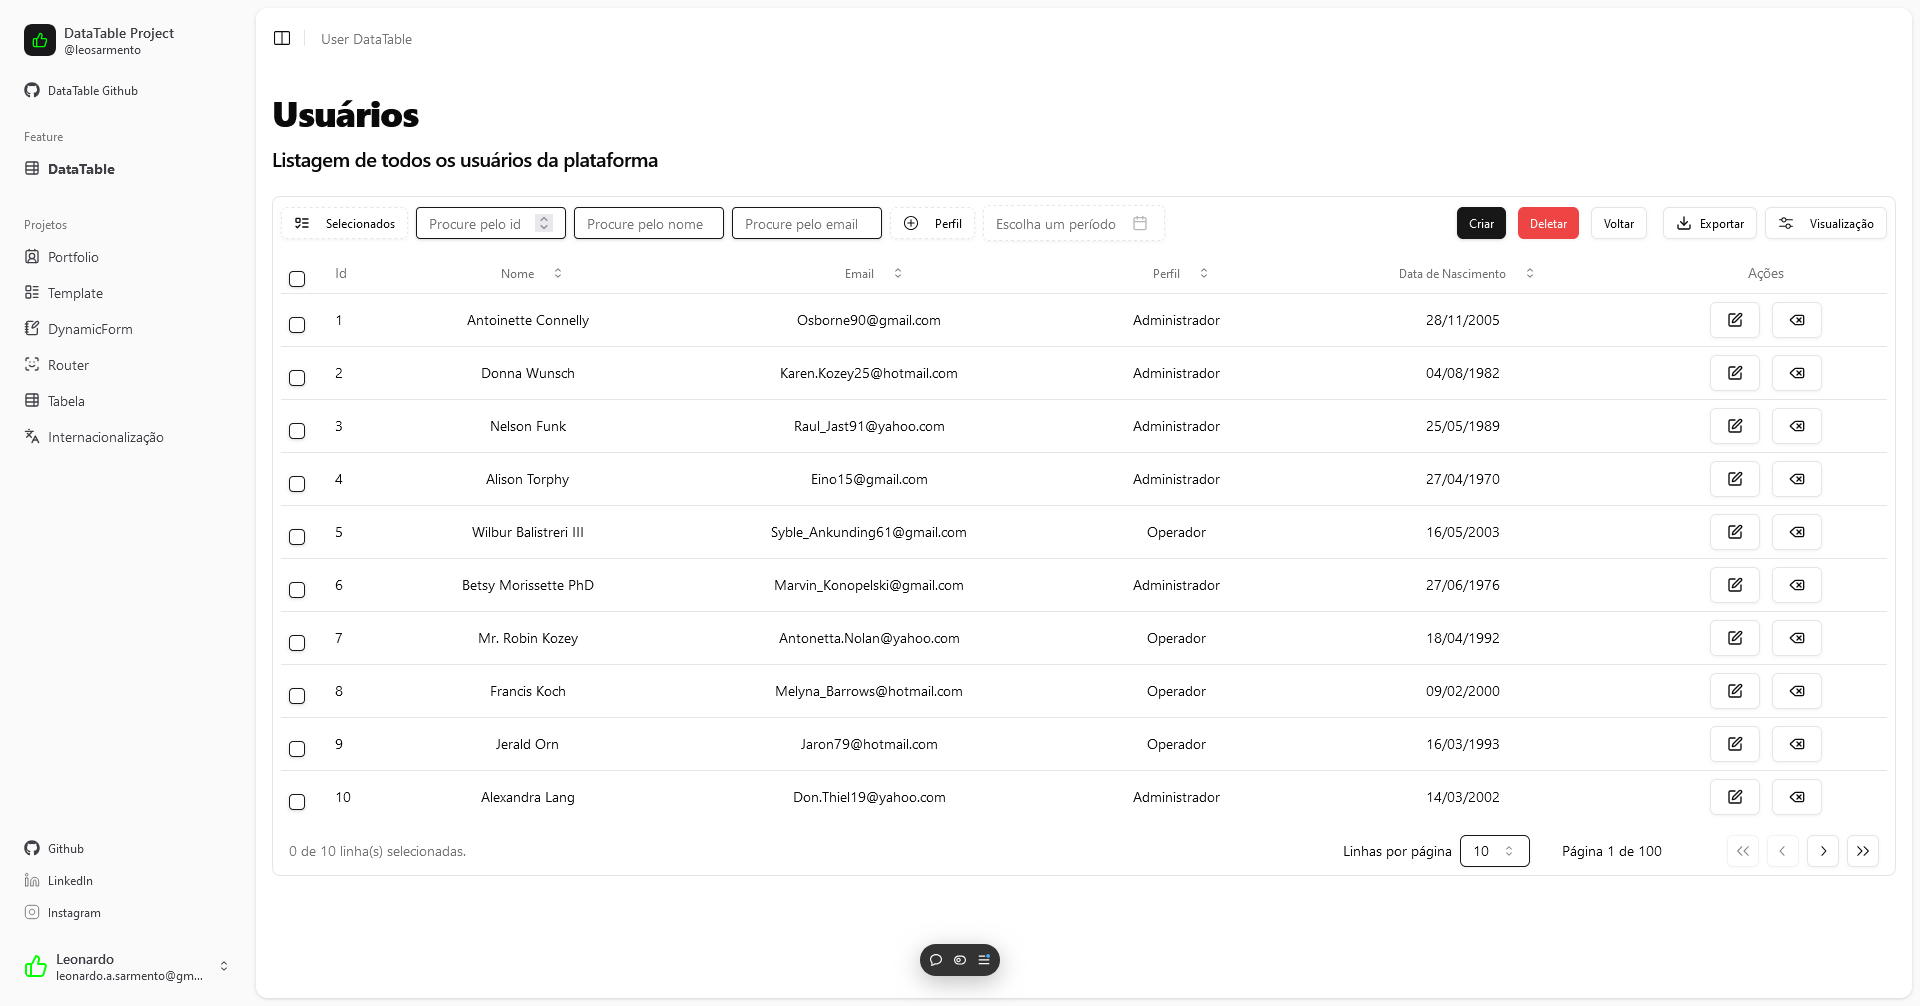 DataTable Project
@leosarmento
DataTable Github
Feature
DataTable
Projetos
Portfolio
Template
DynamicForm
Router
Tabela
Internacionalização
Github
LinkedIn
Instagram
Leonardo
leonardo.a.sarmento@gm...
User DataTable
Usuários
Listagem de todos os usuários da plataforma
Selecionados Procure pelo id Procure pelo nome Procure pelo email Perfil Escolha um período Criar Deletar Voltar Exportar Visualização
Id Nome Email Perfil Data de Nascimento Ações
1 Antoinette Connelly Osborne90@gmail.com Administrador 28/11/2005
2 Donna Wunsch Karen.Kozey25@hotmail.com Administrador 04/08/1982
3 Nelson Funk Raul_Jast91@yahoo.com Administrador 25/05/1989
4 Alison Torphy Eino15@gmail.com Administrador 27/04/1970
5 Wilbur Balistreri III Syble_Ankunding61@gmail.com Operador 16/05/2003
6 Betsy Morissette PhD Marvin_Konopelski@gmail.com Administrador 27/06/1976
7 Mr. Robin Kozey Antonetta.Nolan@yahoo.com Operador 18/04/1992
8 Francis Koch Melyna_Barrows@hotmail.com Operador 09/02/2000
9 Jerald Orn Jaron79@hotmail.com Operador 16/03/1993
10 Alexandra Lang Don.Thiel19@yahoo.com Administrador 14/03/2002
0 de 10 linha(s) selecionadas. Linhas por página 10 Página 1 de 100